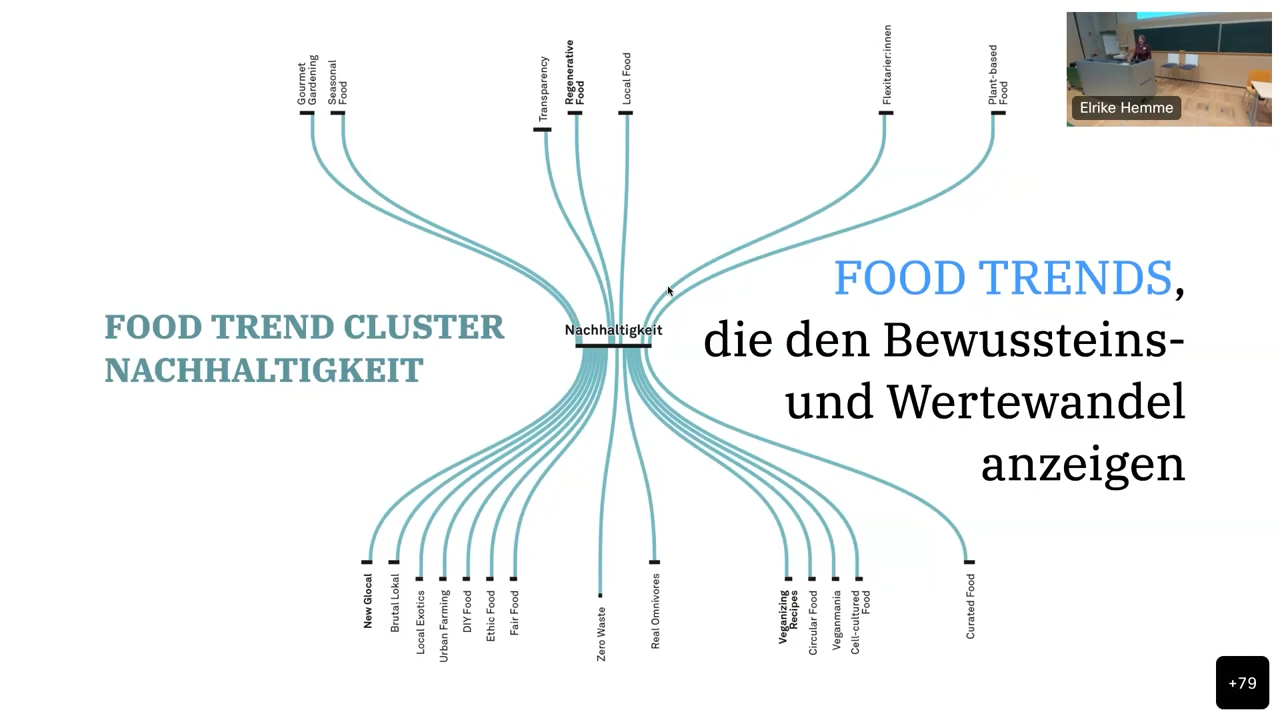 Gourmet
Gardening
Seasonal
Food
Transparency
Regenerative
Food
Local Food
Flexitarier:innen
Plant-based
Food
Elrike Hemme
FOOD TREND CLUSTER
NACHHALTIGKEIT
Nachhaltigkeit
FOOD TRENDS,
die den Bewussteins-
und Wertewandel
anzeigen
New Glocal
Brutal Lokal
Local Exotics
Urban Farming
DIY Food
Ethic Food
Fair Food
Zero Waste
Real Omnivores
Veganizing
Recipes
Circular Food
Veganmania
Cell-cultured
Food
Curated Food
+79